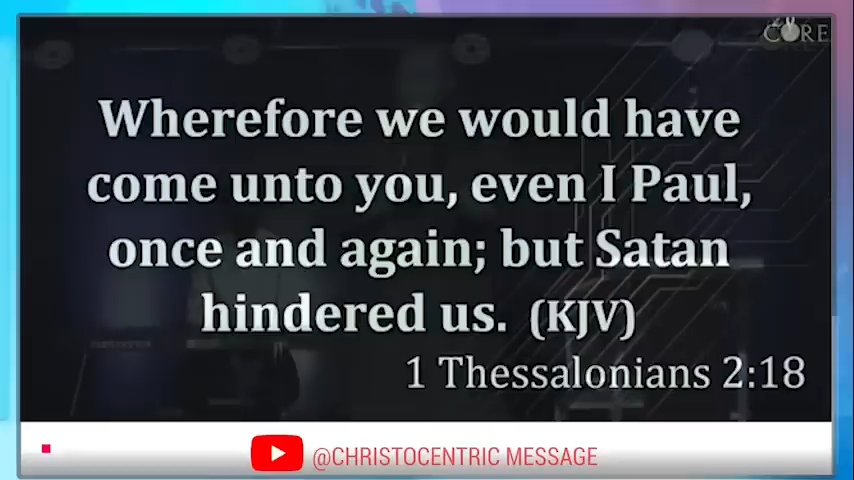 CORE
Wherefore we would have
come unto you, even I Paul,
once and again; but Satan
hindered us. (KJV)
1 Thessalonians 2:18
@CHRISTOCENTRIC MESSAGE